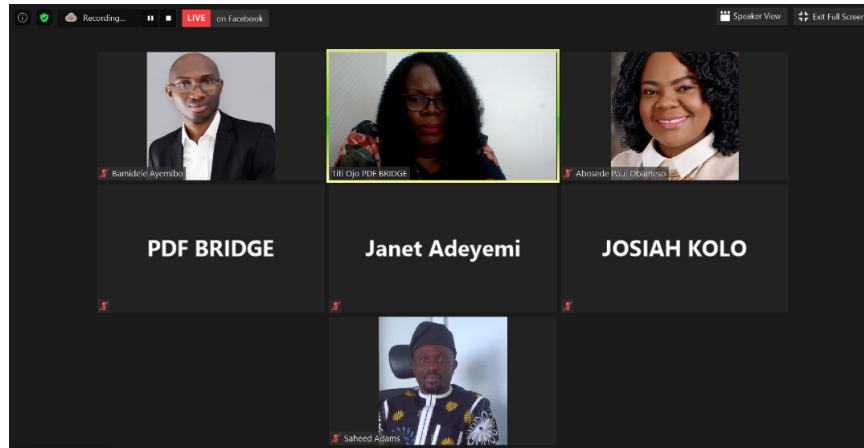 Recording...
LIVE on Facebook
Speaker View
Exit Full Screen
Bamidele Ayemibo
Titi Ojo PDF BRIDGE
Abosede Paul Obameso
PDF BRIDGE
Janet Adeyemi
JOSIAH KOLO
Saheed Adams